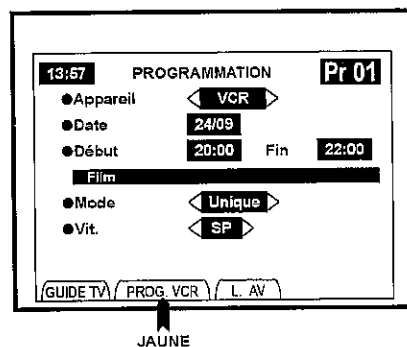 13:57 PROGRAMMATION Pr 01
●Appareil VCR
●Date 24/09
●Début 20:00 Fin 22:00
Film
●Mode Unique
●Vit. SP
GUIDE TV PROG. VCR L. AV
JAUNE